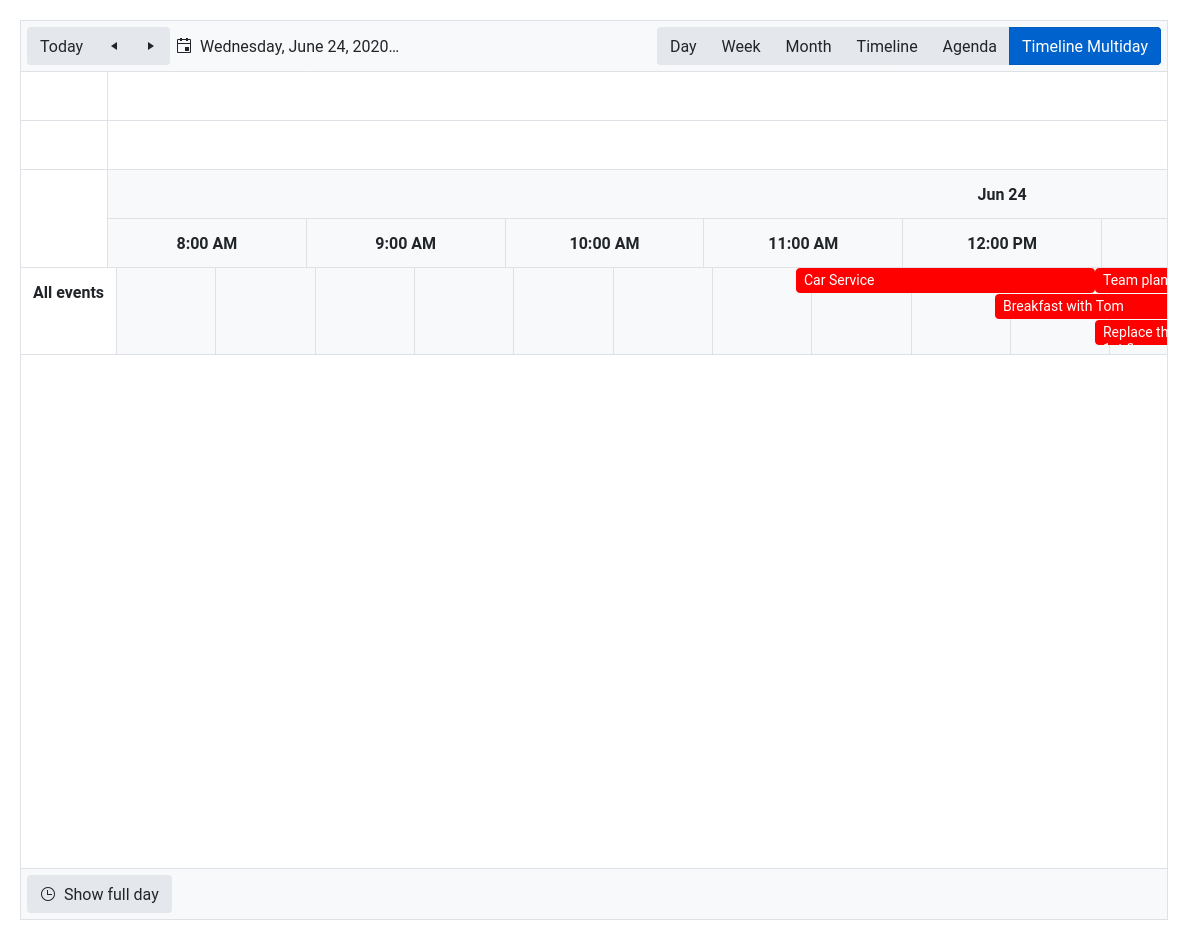 Today
Wednesday, June 24, 2020...
Day Week Month Timeline Agenda Timeline Multiday
Jun 24
8:00 AM 9:00 AM 10:00 AM 11:00 AM 12:00 PM
All events
Car Service
Team plan
Breakfast with Tom
Replace th
Show full day